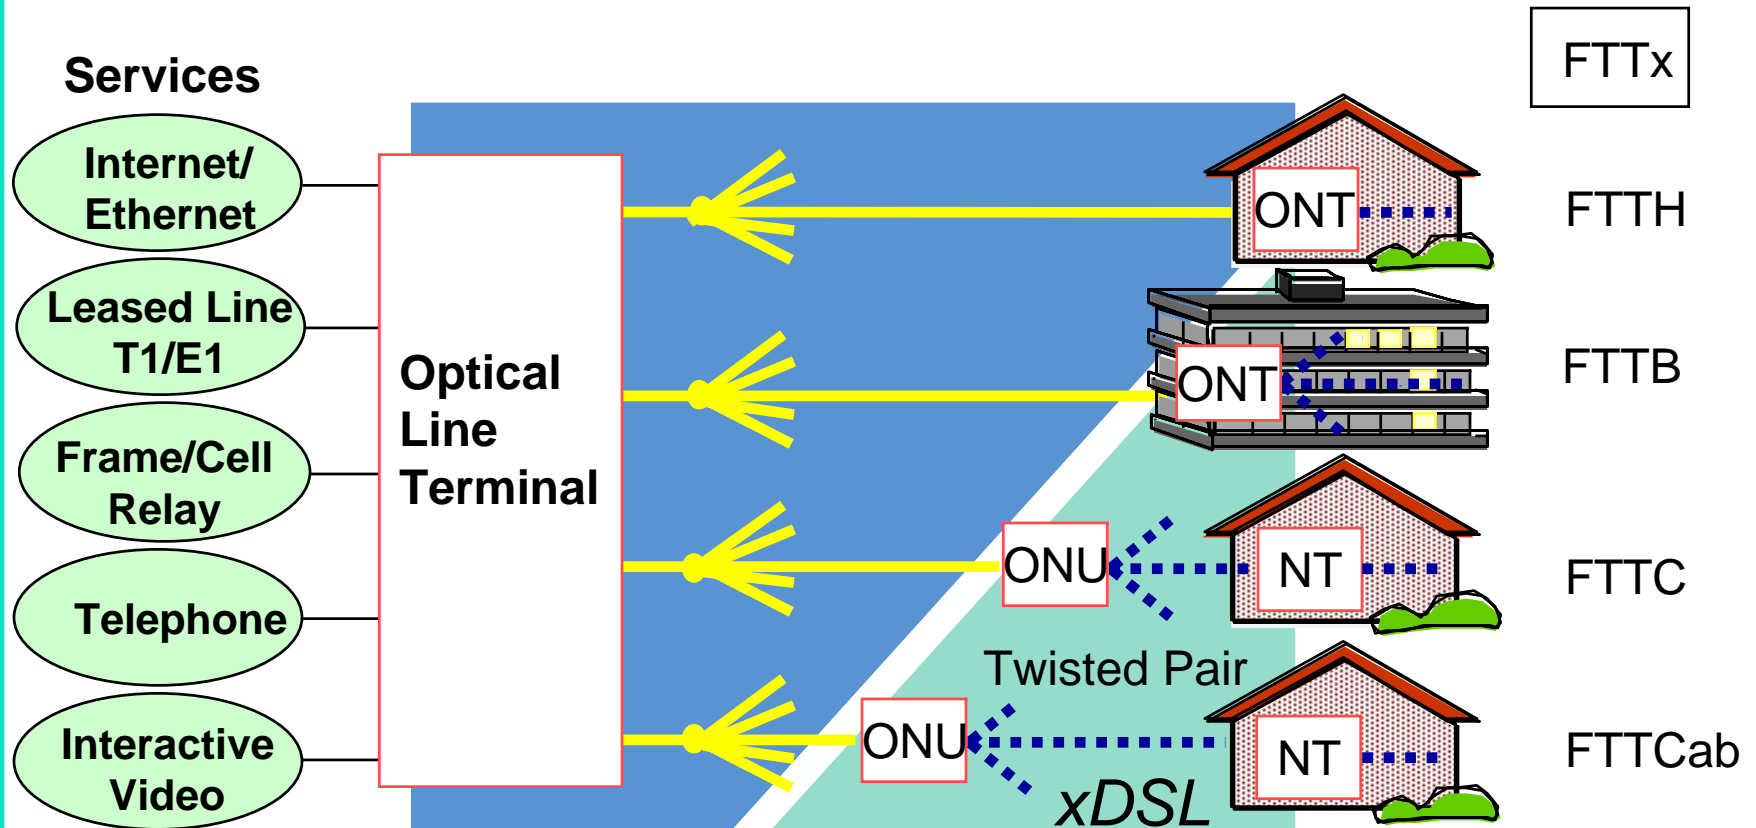 FTTx
Services
Internet/
Ethernet
Leased Line
T1/E1
Frame/Cell
Relay
Telephone
Interactive
Video
Optical
Line
Terminal
ONT
FTTH
ONT
FTTB
ONU
NT
FTTC
Twisted Pair
ONU
NT
FTTCab
xDSL